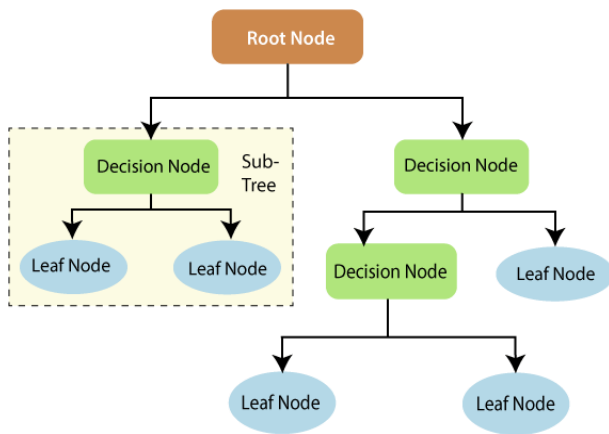 Root Node
Decision Node
Sub-
Tree
Decision Node
Leaf Node
Leaf Node
Decision Node
Leaf Node
Leaf Node
Leaf Node